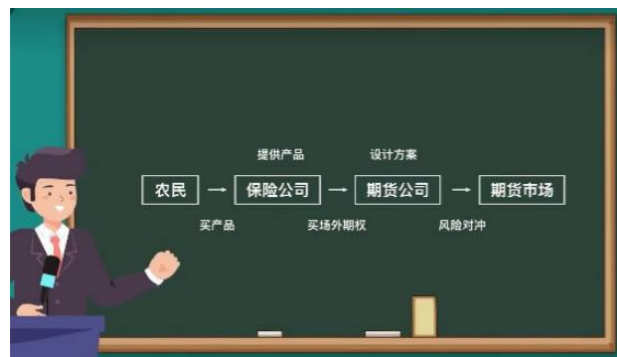 提供产品 设计方案
农民 → 保险公司 → 期货公司 → 期货市场
买产品 买场外期权 风险对冲